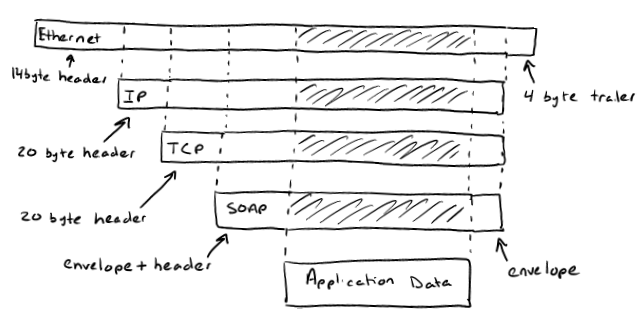 Ethernet
14byte header
IP
4 byte trailer
20 byte header
TCP
20 byte header
SOAP
envelope + header
envelope
Application Data